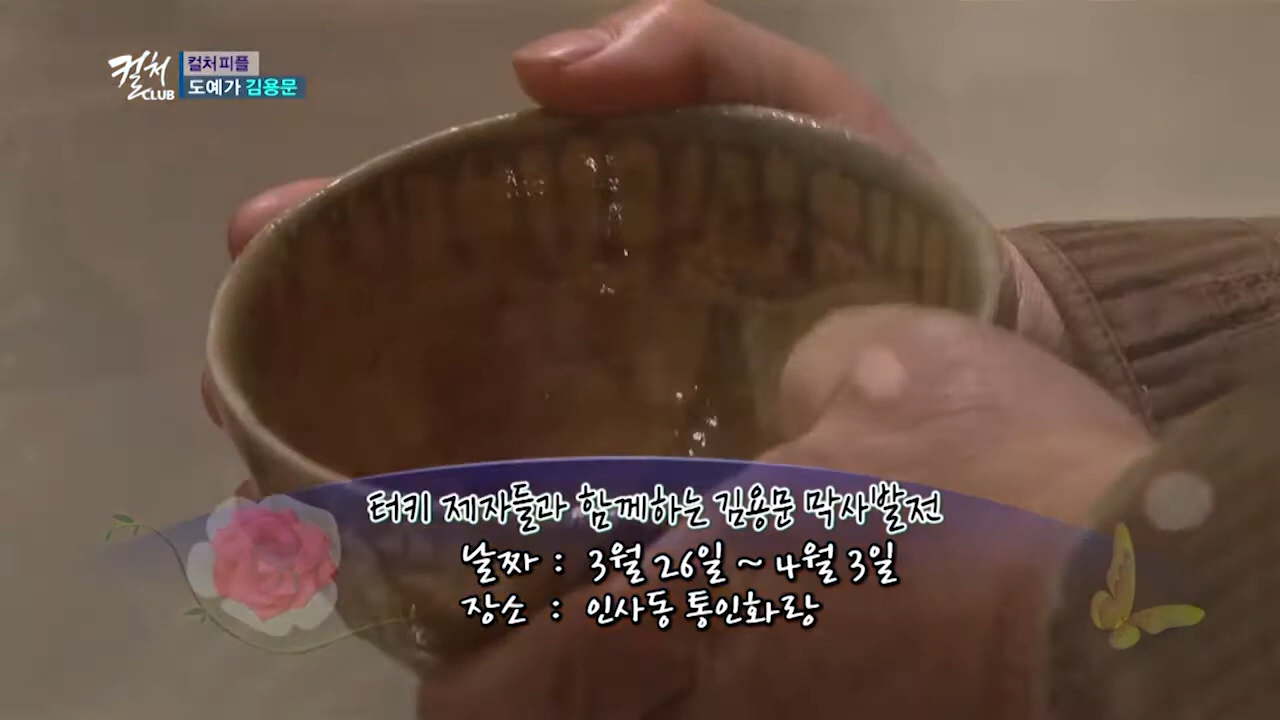 컬처
CLUB
컬처피플
도예가 김용문
터키 제자들과 함께하는 김용문 막사발전
날짜 : 3월 26일 ~ 4월 3일
장소 : 인사동 통인화랑